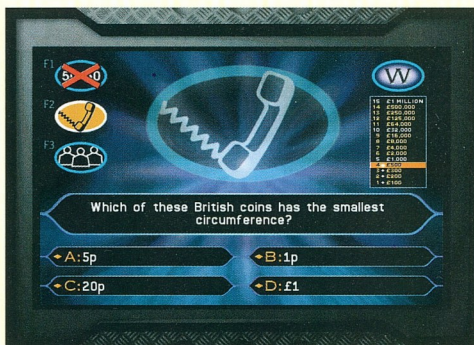 F1
50:50
W
F2
F3
15 £1 MILLION
14 £500,000
13 £250,000
12 £125,000
11 £64,000
10 £32,000
9 £16,000
8 £8,000
7 £4,000
6 £2,000
5 £1,000
4 ◆ £500
3 ◆ £300
2 ◆ £200
1 ◆ £100
Which of these British coins has the smallest
circumference?
◆ A: 5p
◆ B: 1p
◆ C: 20p
◆ D: £1